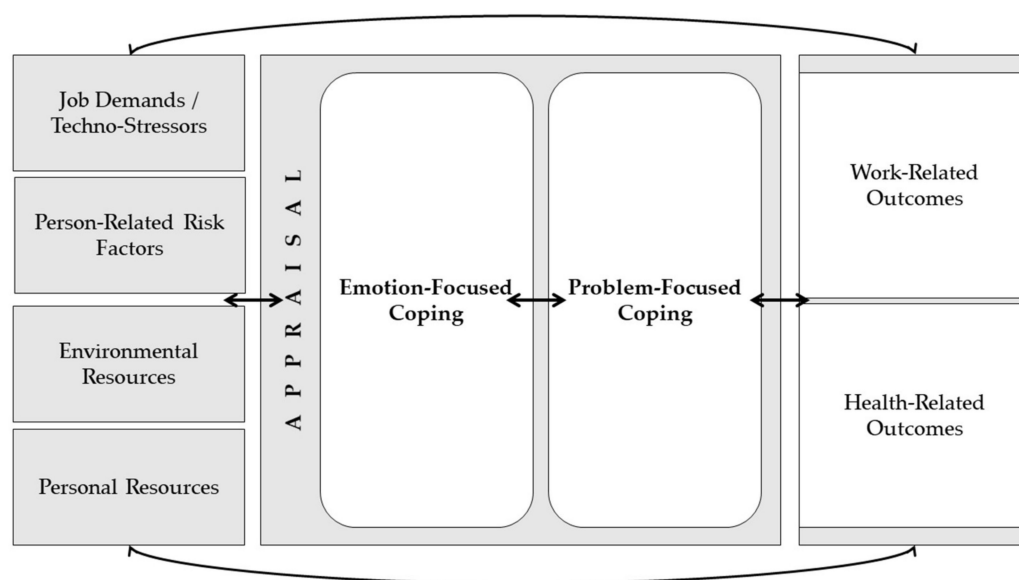 Job Demands /
Techno-Stressors
Person-Related Risk
Factors
Environmental
Resources
Personal Resources
A P P R A I S A L
Emotion-Focused
Coping
Problem-Focused
Coping
Work-Related
Outcomes
Health-Related
Outcomes